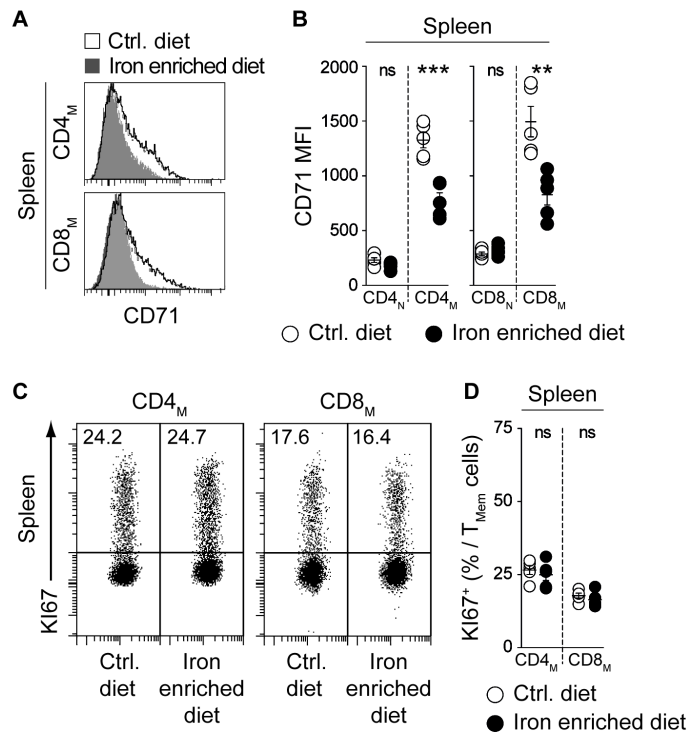 A
Ctrl. diet
Iron enriched diet
Spleen
CD4M
CD8M
CD71
B
Spleen
CD71 MFI
2000
1500
1000
500
0
ns
***
ns
**
CD4N
CD4M
CD8N
CD8M
Ctrl. diet
Iron enriched diet
C
CD4M
CD8M
Spleen
KI67
24.2
24.7
17.6
16.4
Ctrl.
diet
Iron
enriched
diet
Ctrl.
diet
Iron
enriched
diet
D
Spleen
KI67+ (% / TMem cells)
75
50
25
0
ns
ns
CD4M
CD8M
Ctrl. diet
Iron enriched diet